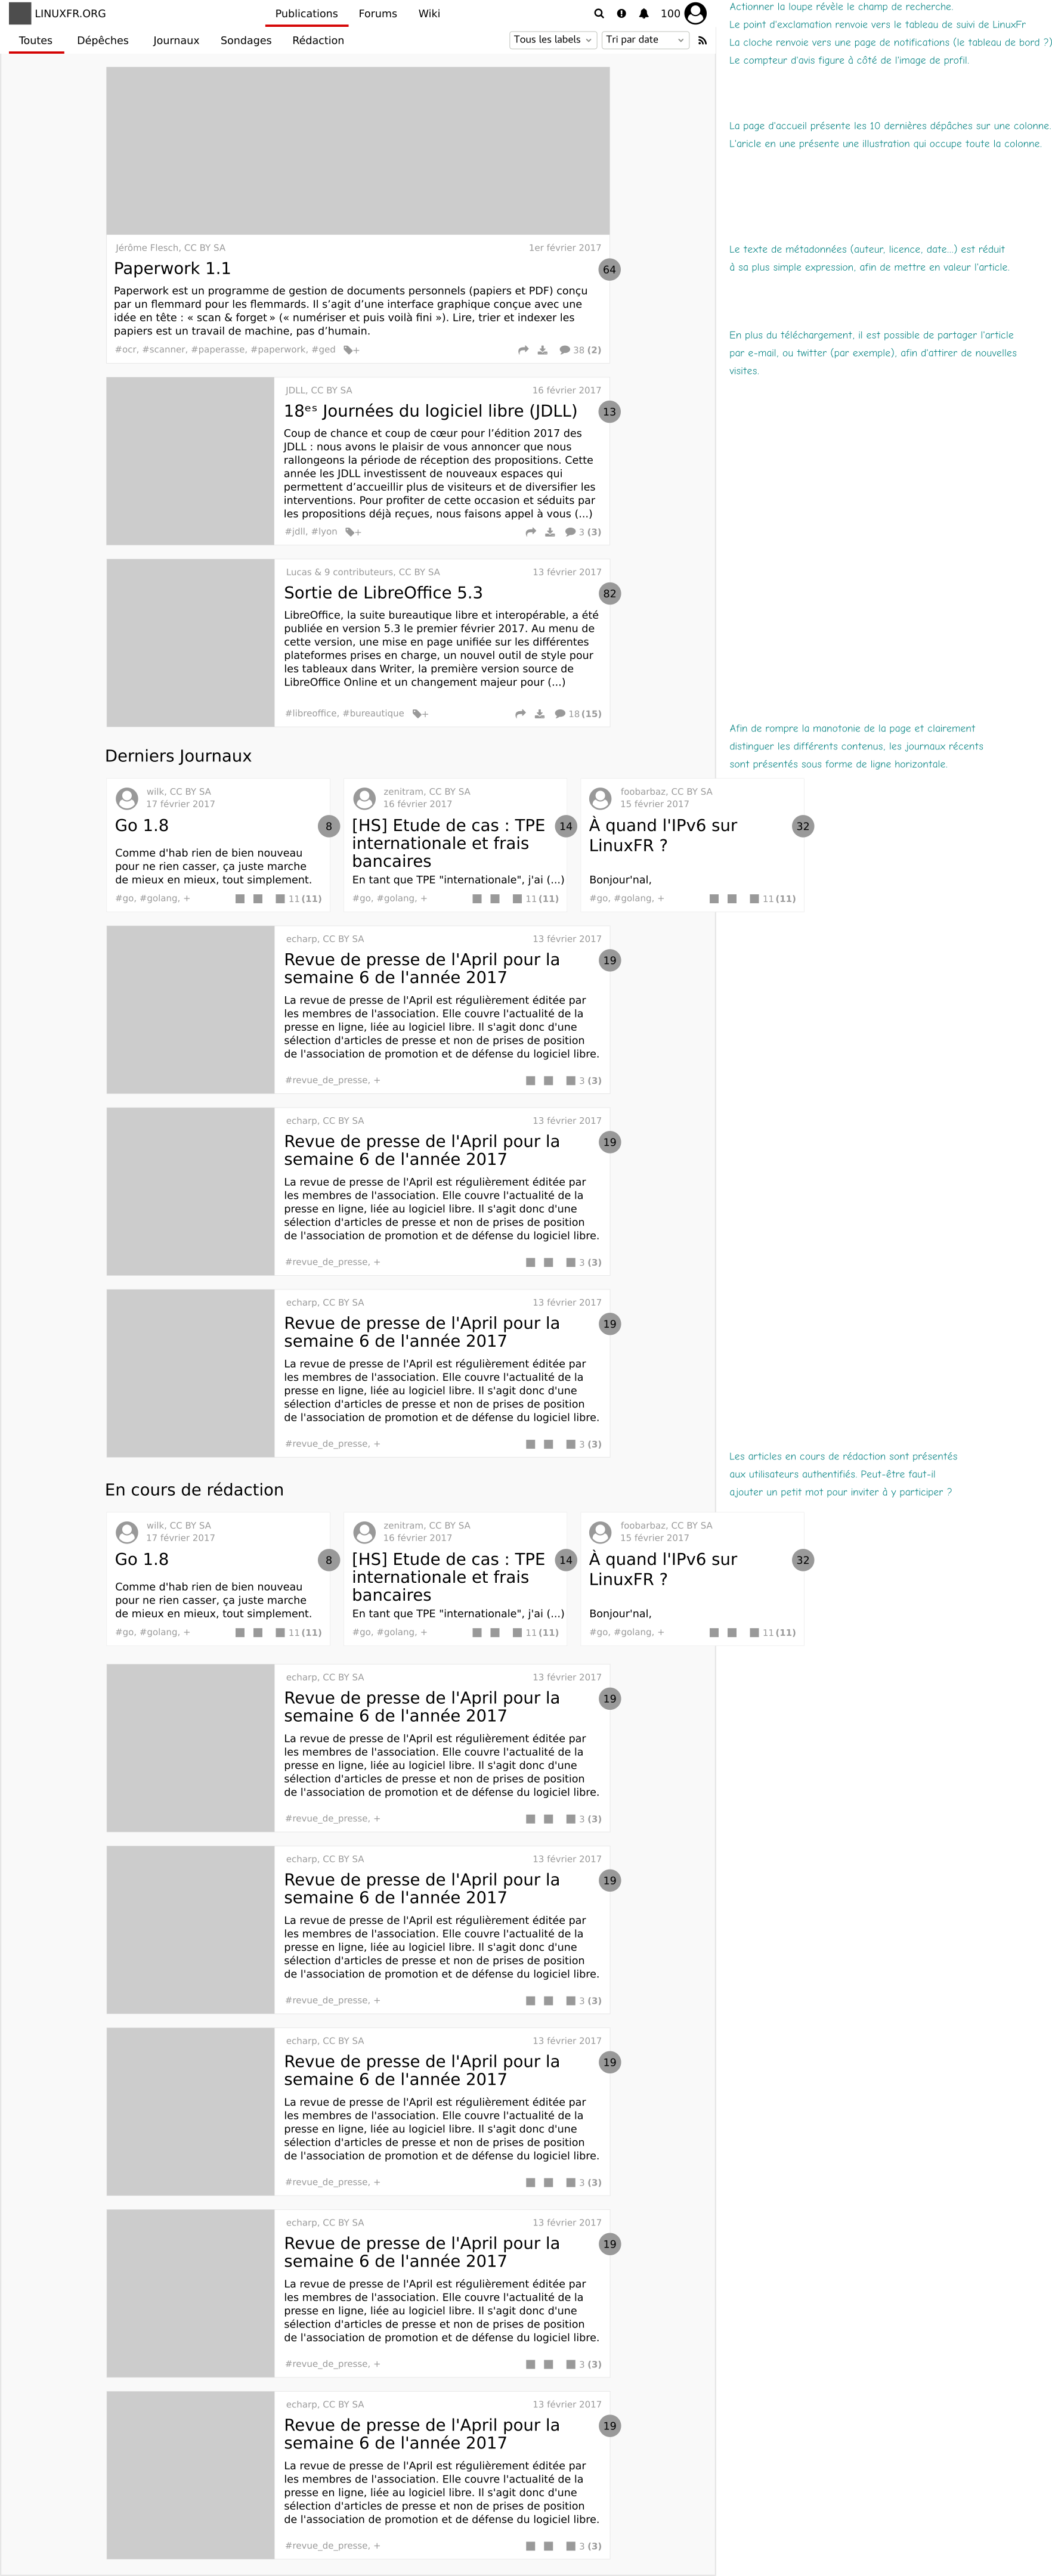 LINUXFR.ORG
Publications
Forums
Wiki
100
Toutes
Dépêches
Journaux
Sondages
Rédaction
Tous les labels
Tri par date
Actionner la loupe révèle le champ de recherche.
Le point d'exclamation renvoie vers le tableau de suivi de LinuxFr
La cloche renvoie vers une page de notifications (le tableau de bord ?)
Le compteur d'avis figure à côté de l'image de profil.
La page d'accueil présente les 10 dernières dépâches sur une colonne.
L'aricle en une présente une illustration qui occupe toute la colonne.
Jérôme Flesch, CC BY SA
1er février 2017
Paperwork 1.1
64
Paperwork est un programme de gestion de documents personnels (papiers et PDF) conçu
par un flemmard pour les flemmards. Il s’agit d’une interface graphique conçue avec une
idée en tête : « scan & forget » (« numériser et puis voilà fini »). Lire, trier et indexer les
papiers est un travail de machine, pas d’humain.
#ocr, #scanner, #paperasse, #paperwork, #ged +
38 (2)
Le texte de métadonnées (auteur, licence, date...) est réduit
à sa plus simple expression, afin de mettre en valeur l'article.
En plus du téléchargement, il est possible de partager l'article
par e-mail, ou twitter (par exemple), afin d'attirer de nouvelles
visites.
JDLL, CC BY SA
16 février 2017
18ᵉˢ Journées du logiciel libre (JDLL)
13
Coup de chance et coup de cœur pour l’édition 2017 des
JDLL : nous avons le plaisir de vous annoncer que nous
rallongeons la période de réception des propositions. Cette
année les JDLL investissent de nouveaux espaces qui
permettent d’accueillir plus de visiteurs et de diversifier les
interventions. Pour profiter de cette occasion et séduits par
les propositions déjà reçues, nous faisons appel à vous (...)
#jdll, #lyon +
3 (3)
Lucas & 9 contributeurs, CC BY SA
13 février 2017
Sortie de LibreOffice 5.3
82
LibreOffice, la suite bureautique libre et interopérable, a été
publiée en version 5.3 le premier février 2017. Au menu de
cette version, une mise en page unifiée sur les différentes
plateformes prises en charge, un nouvel outil de style pour
les tableaux dans Writer, la première version source de
LibreOffice Online et un changement majeur pour (...)
#libreoffice, #bureautique +
18 (15)
Afin de rompre la manotonie de la page et clairement
distinguer les différents contenus, les journaux récents
sont présentés sous forme de ligne horizontale.
Derniers Journaux
wilk, CC BY SA
17 février 2017
Go 1.8
8
Comme d'hab rien de bien nouveau
pour ne rien casser, ça juste marche
de mieux en mieux, tout simplement.
#go, #golang, +
11 (11)
zenitram, CC BY SA
16 février 2017
[HS] Etude de cas : TPE
internationale et frais
bancaires
14
En tant que TPE "internationale", j'ai (...)
#go, #golang, +
11 (11)
foobarbaz, CC BY SA
15 février 2017
À quand l'IPv6 sur
LinuxFR ?
32
Bonjour'nal,
#go, #golang, +
11 (11)
echarp, CC BY SA
13 février 2017
Revue de presse de l'April pour la
semaine 6 de l'année 2017
19
La revue de presse de l'April est régulièrement éditée par
les membres de l'association. Elle couvre l'actualité de la
presse en ligne, liée au logiciel libre. Il s'agit donc d'une
sélection d'articles de presse et non de prises de position
de l'association de promotion et de défense du logiciel libre.
#revue_de_presse, +
3 (3)
echarp, CC BY SA
13 février 2017
Revue de presse de l'April pour la
semaine 6 de l'année 2017
19
La revue de presse de l'April est régulièrement éditée par
les membres de l'association. Elle couvre l'actualité de la
presse en ligne, liée au logiciel libre. Il s'agit donc d'une
sélection d'articles de presse et non de prises de position
de l'association de promotion et de défense du logiciel libre.
#revue_de_presse, +
3 (3)
echarp, CC BY SA
13 février 2017
Revue de presse de l'April pour la
semaine 6 de l'année 2017
19
La revue de presse de l'April est régulièrement éditée par
les membres de l'association. Elle couvre l'actualité de la
presse en ligne, liée au logiciel libre. Il s'agit donc d'une
sélection d'articles de presse et non de prises de position
de l'association de promotion et de défense du logiciel libre.
#revue_de_presse, +
3 (3)
Les articles en cours de rédaction sont présentés
aux utilisateurs authentifiés. Peut-être faut-il
ajouter un petit mot pour inviter à y participer ?
En cours de rédaction
wilk, CC BY SA
17 février 2017
Go 1.8
8
Comme d'hab rien de bien nouveau
pour ne rien casser, ça juste marche
de mieux en mieux, tout simplement.
#go, #golang, +
11 (11)
zenitram, CC BY SA
16 février 2017
[HS] Etude de cas : TPE
internationale et frais
bancaires
14
En tant que TPE "internationale", j'ai (...)
#go, #golang, +
11 (11)
foobarbaz, CC BY SA
15 février 2017
À quand l'IPv6 sur
LinuxFR ?
32
Bonjour'nal,
#go, #golang, +
11 (11)
echarp, CC BY SA
13 février 2017
Revue de presse de l'April pour la
semaine 6 de l'année 2017
19
La revue de presse de l'April est régulièrement éditée par
les membres de l'association. Elle couvre l'actualité de la
presse en ligne, liée au logiciel libre. Il s'agit donc d'une
sélection d'articles de presse et non de prises de position
de l'association de promotion et de défense du logiciel libre.
#revue_de_presse, +
3 (3)
echarp, CC BY SA
13 février 2017
Revue de presse de l'April pour la
semaine 6 de l'année 2017
19
La revue de presse de l'April est régulièrement éditée par
les membres de l'association. Elle couvre l'actualité de la
presse en ligne, liée au logiciel libre. Il s'agit donc d'une
sélection d'articles de presse et non de prises de position
de l'association de promotion et de défense du logiciel libre.
#revue_de_presse, +
3 (3)
echarp, CC BY SA
13 février 2017
Revue de presse de l'April pour la
semaine 6 de l'année 2017
19
La revue de presse de l'April est régulièrement éditée par
les membres de l'association. Elle couvre l'actualité de la
presse en ligne, liée au logiciel libre. Il s'agit donc d'une
sélection d'articles de presse et non de prises de position
de l'association de promotion et de défense du logiciel libre.
#revue_de_presse, +
3 (3)
echarp, CC BY SA
13 février 2017
Revue de presse de l'April pour la
semaine 6 de l'année 2017
19
La revue de presse de l'April est régulièrement éditée par
les membres de l'association. Elle couvre l'actualité de la
presse en ligne, liée au logiciel libre. Il s'agit donc d'une
sélection d'articles de presse et non de prises de position
de l'association de promotion et de défense du logiciel libre.
#revue_de_presse, +
3 (3)
echarp, CC BY SA
13 février 2017
Revue de presse de l'April pour la
semaine 6 de l'année 2017
19
La revue de presse de l'April est régulièrement éditée par
les membres de l'association. Elle couvre l'actualité de la
presse en ligne, liée au logiciel libre. Il s'agit donc d'une
sélection d'articles de presse et non de prises de position
de l'association de promotion et de défense du logiciel libre.
#revue_de_presse, +
3 (3)